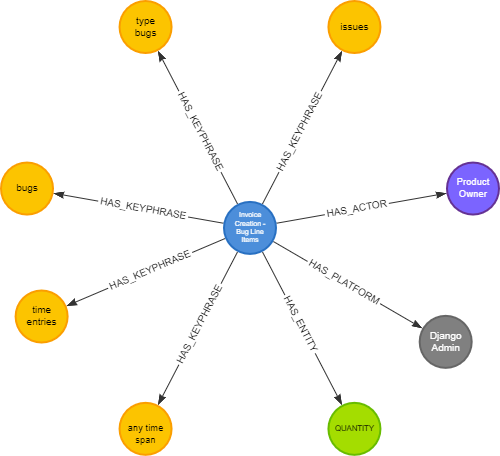 type
bugs
issues
HAS_KEYPHRASE
HAS_KEYPHRASE
bugs
HAS_KEYPHRASE
Invoice
Creation -
Bug Line
Items
HAS_ACTOR
Product
Owner
HAS_KEYPHRASE
HAS_PLATFORM
time
entries
HAS_KEYPHRASE
HAS_ENTITY
Django
Admin
any time
span
QUANTITY